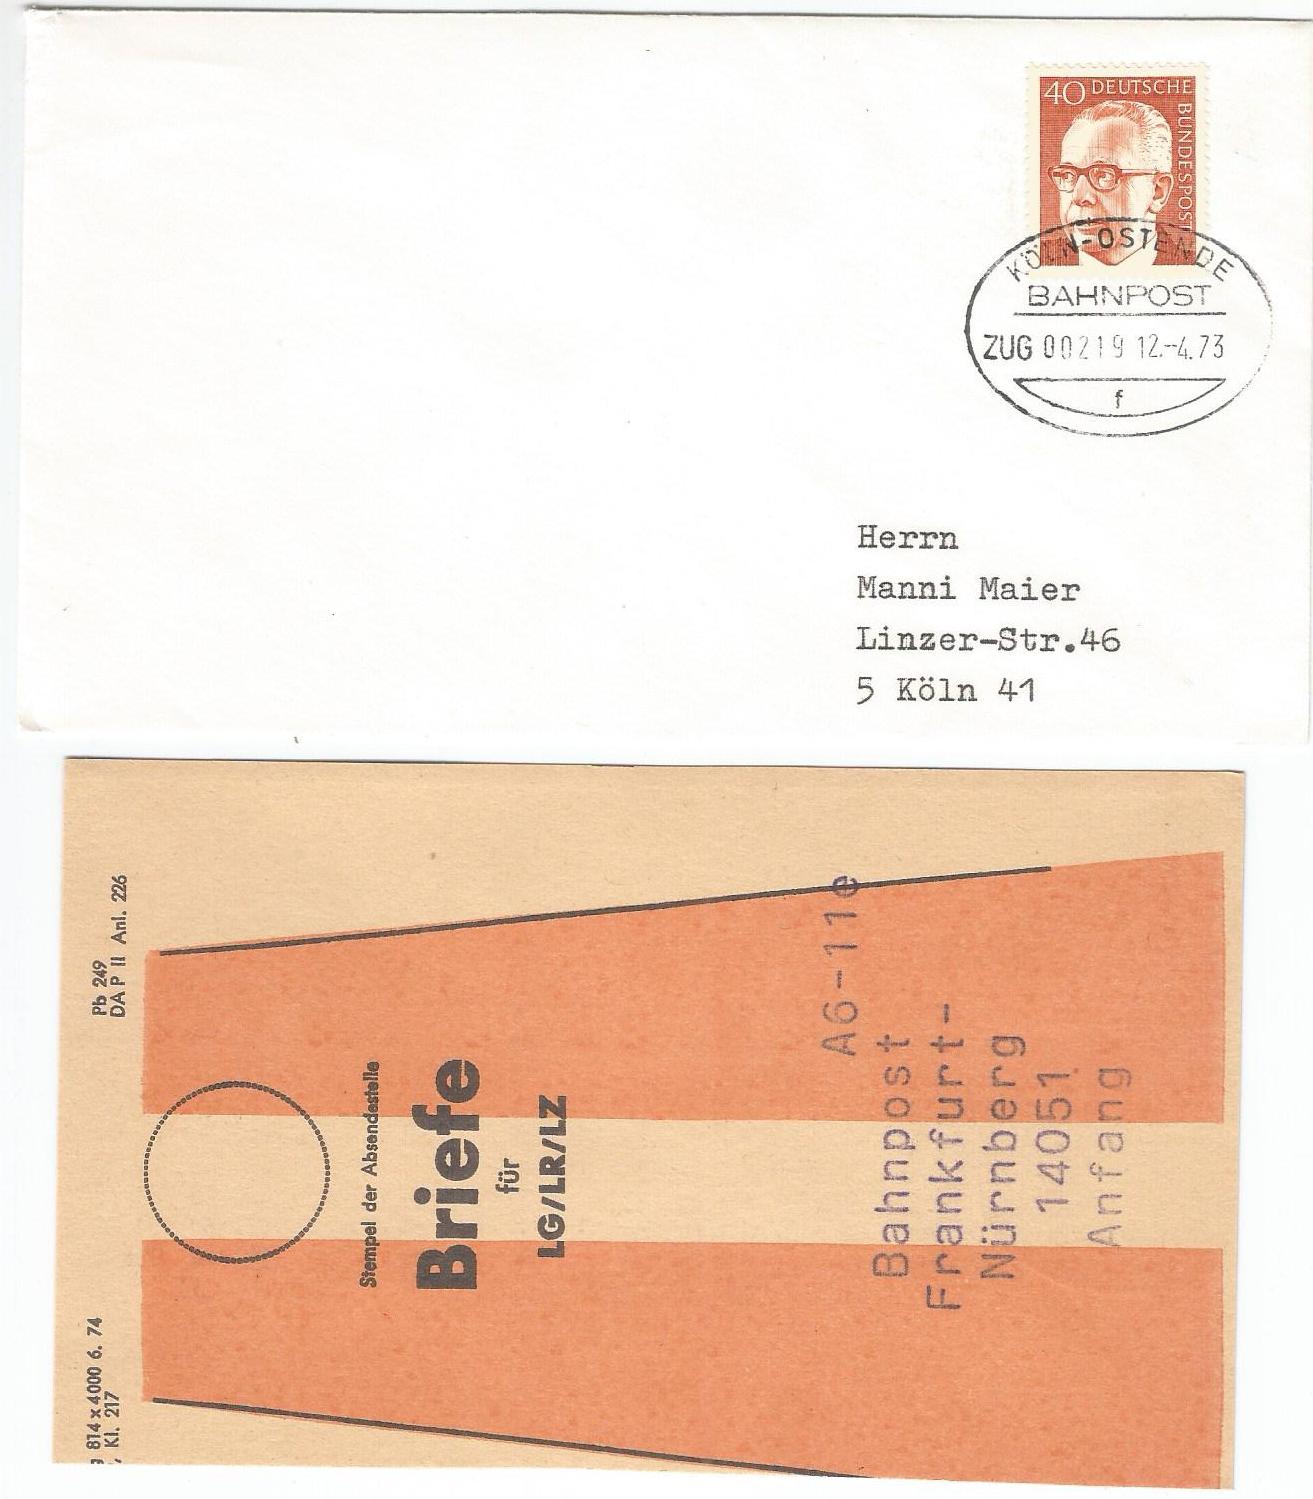 40 DEUTSCHE
BUNDESPOST
KÖLN-OSTENDE
BAHNPOST
ZUG 00219 12.-4.73
f
Herrn
Manni Maier
Linzer-Str.46
5 Köln 41
Pb 249
DA P II Anl. 226
814 x 4000 6. 74
, Kl. 217
Stempel der Absendestelle
Briefe
für
LG/LR/LZ
A6-11e
Bahnpost
Frankfurt-
Nürnberg
14051
Anfang